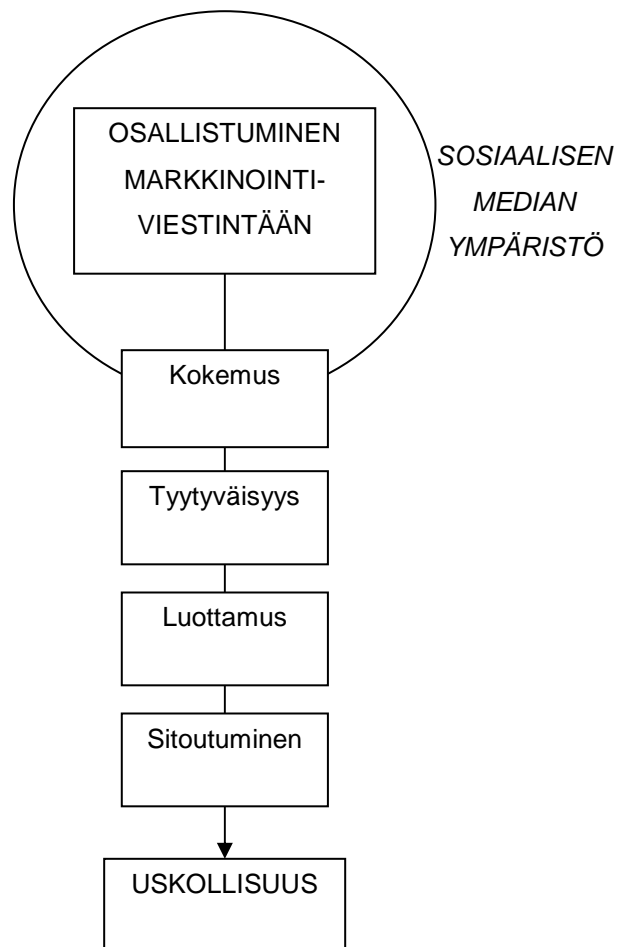 OSALLISTUMINEN
MARKKINOINTI-
VIESTINTÄÄN
SOSIAALISEN
MEDIAN
YMPÄRISTÖ
Kokemus
Tyytyväisyys
Luottamus
Sitoutuminen
USKOLLISUUS